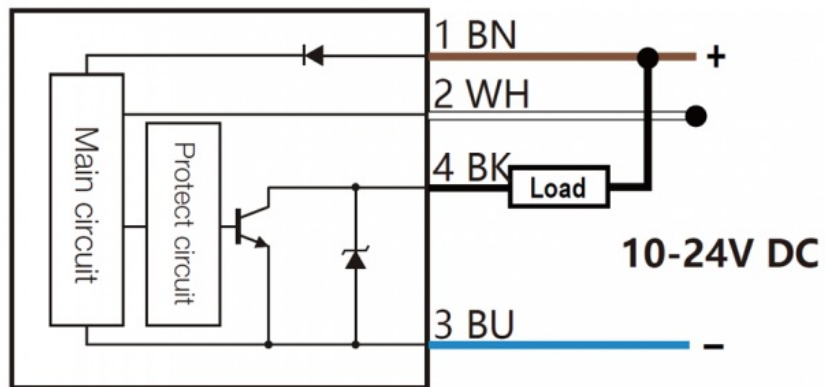 1 BN
+
2 WH
Main circuit
Protect circuit
4 BK
Load
10-24V DC
3 BU
−